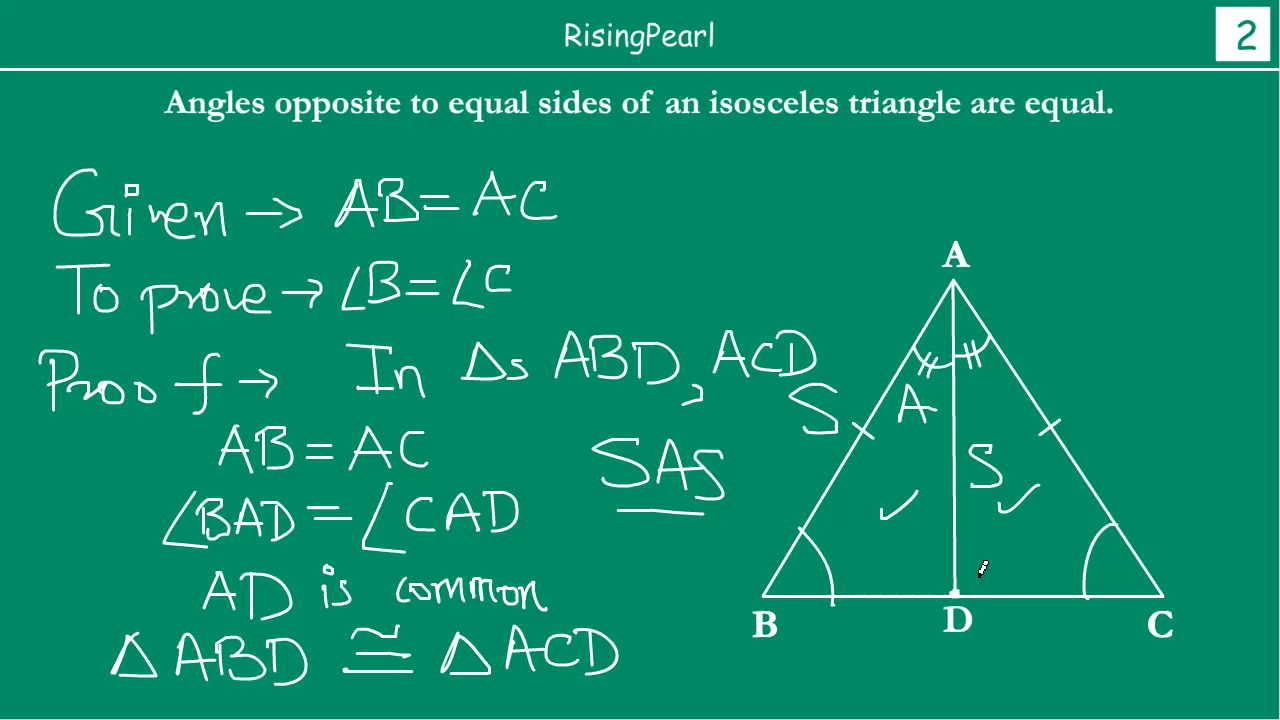 RisingPearl
2
Angles opposite to equal sides of an isosceles triangle are equal.
Given → AB = AC
To prove → ∠B = ∠C
Proof → In Δs ABD, ACD
AB = AC
∠BAD = ∠CAD
SAS
AD is common
Δ ABD ≅ Δ ACD
A
S
A
S
B
D
C